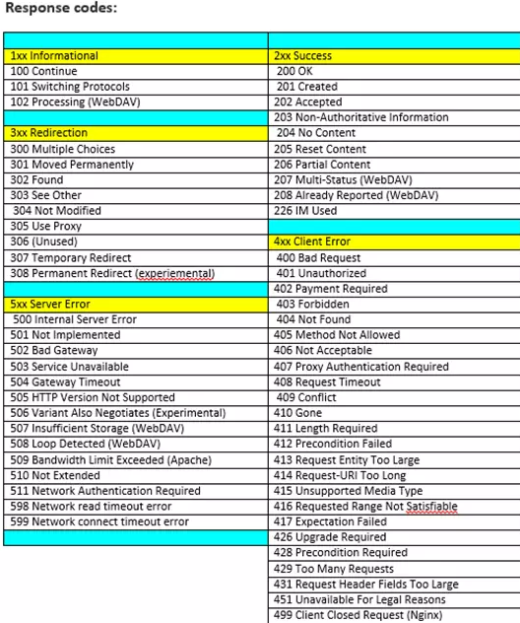 Response codes:
1xx Informational
100 Continue
101 Switching Protocols
102 Processing (WebDAV)
3xx Redirection
300 Multiple Choices
301 Moved Permanently
302 Found
303 See Other
304 Not Modified
305 Use Proxy
306 (Unused)
307 Temporary Redirect
308 Permanent Redirect (experiemental)
5xx Server Error
500 Internal Server Error
501 Not Implemented
502 Bad Gateway
503 Service Unavailable
504 Gateway Timeout
505 HTTP Version Not Supported
506 Variant Also Negotiates (Experimental)
507 Insufficient Storage (WebDAV)
508 Loop Detected (WebDAV)
509 Bandwidth Limit Exceeded (Apache)
510 Not Extended
511 Network Authentication Required
598 Network read timeout error
599 Network connect timeout error
2xx Success
200 OK
201 Created
202 Accepted
203 Non-Authoritative Information
204 No Content
205 Reset Content
206 Partial Content
207 Multi-Status (WebDAV)
208 Already Reported (WebDAV)
226 IM Used
4xx Client Error
400 Bad Request
401 Unauthorized
402 Payment Required
403 Forbidden
404 Not Found
405 Method Not Allowed
406 Not Acceptable
407 Proxy Authentication Required
408 Request Timeout
409 Conflict
410 Gone
411 Length Required
412 Precondition Failed
413 Request Entity Too Large
414 Request-URI Too Long
415 Unsupported Media Type
416 Requested Range Not Satisfiable
417 Expectation Failed
426 Upgrade Required
428 Precondition Required
429 Too Many Requests
431 Request Header Fields Too Large
451 Unavailable For Legal Reasons
499 Client Closed Request (Nginx)